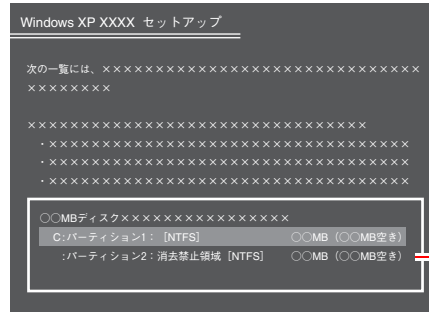 Windows XP XXXX セットアップ
次の一覧には、××××××××××××××××××××××××××××××
××××××××
××××××××××××××××××××××××××××××××
・××××××××××××××××××××××××××××××××××
・××××××××××××××××××××××××××××××××××
・××××××××××××××××××××××××××××××××××
○○MBディスク××××××××××××××××
C:パーティション1： [NTFS] ○○MB（○○MB空き）
:パーティション2：消去禁止領域 [NTFS] ○○MB（○○MB空き）